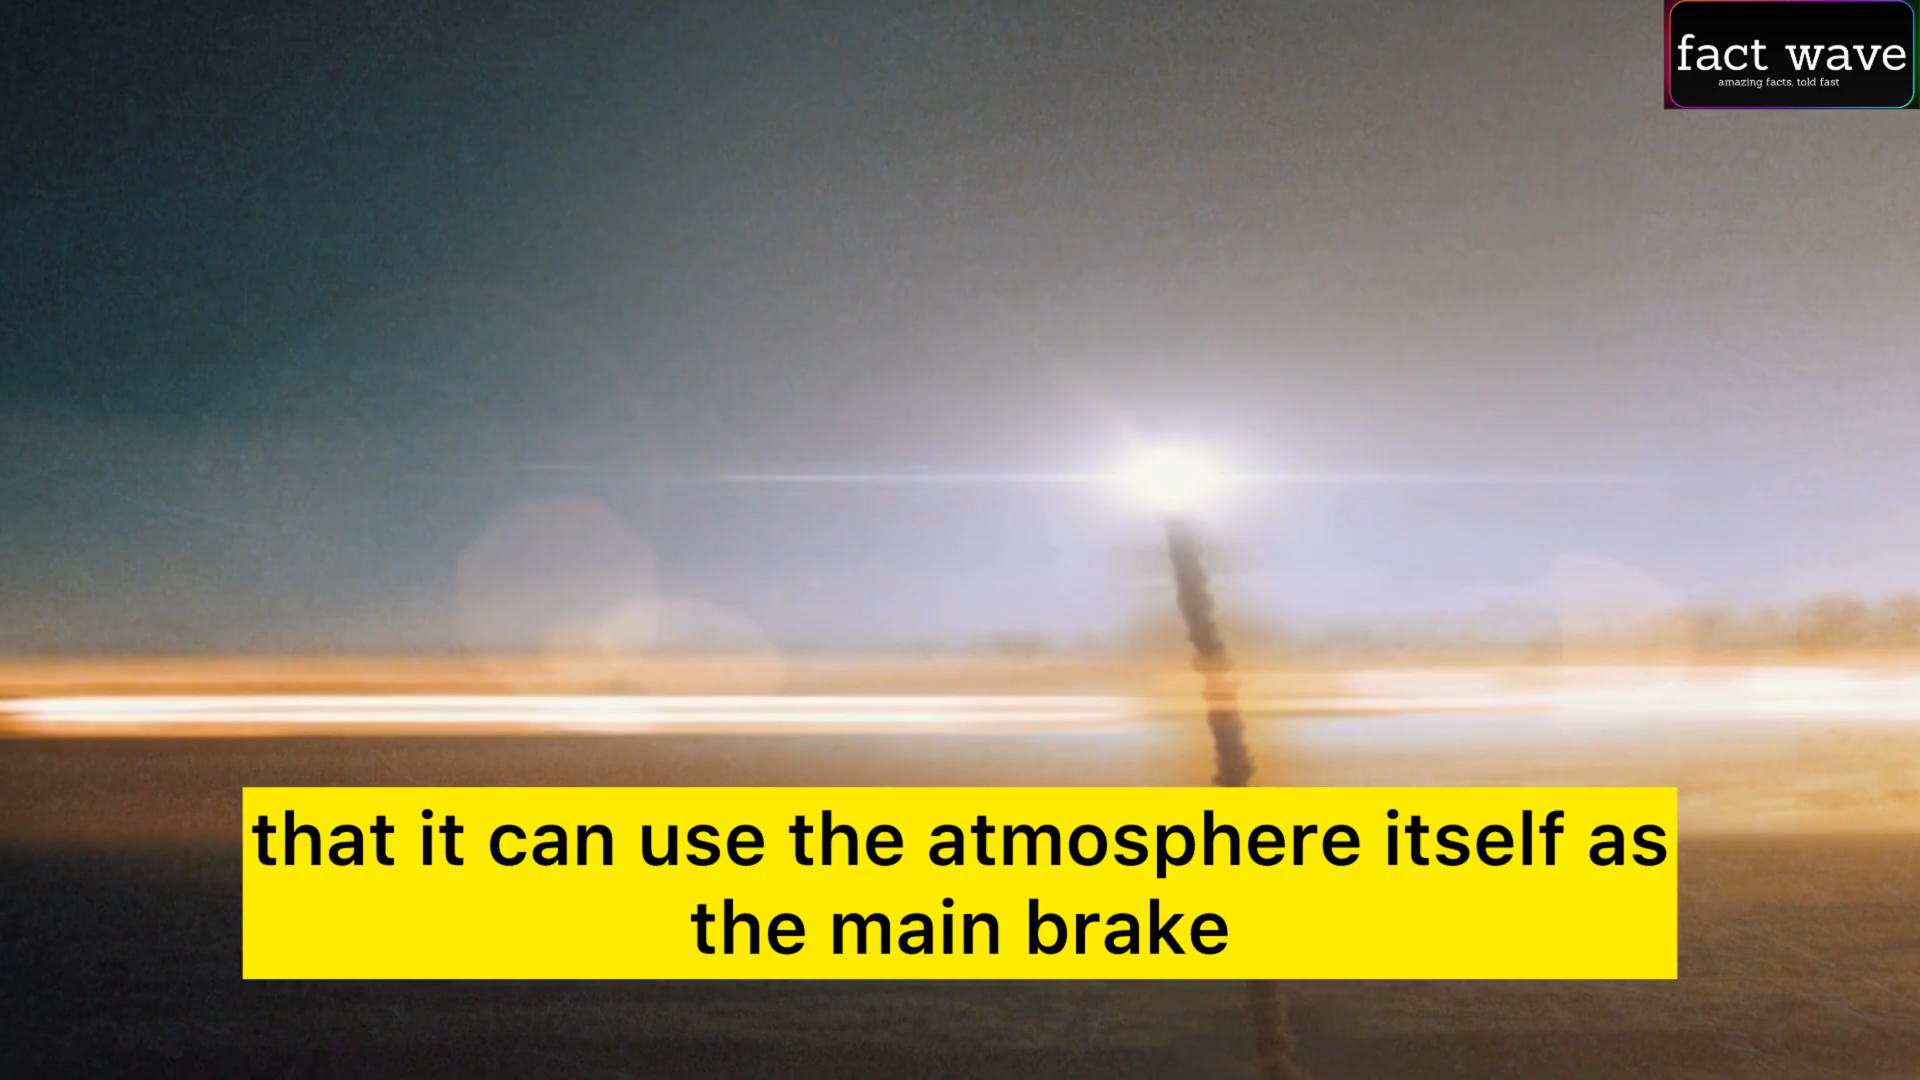 fact wave
amazing facts, told fast
that it can use the atmosphere itself as
the main brake